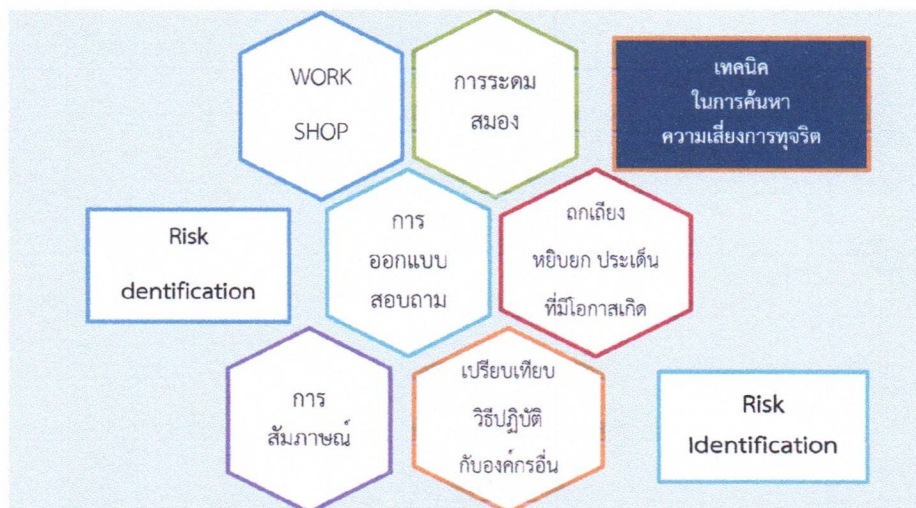 WORK
SHOP
การระดม
สมอง
เทคนิค
ในการค้นหา
ความเสี่ยงการทุจริต
Risk
dentification
การ
ออกแบบ
สอบถาม
ถกเถียง
หยิบยก ประเด็น
ที่มีโอกาสเกิด
การ
สัมภาษณ์
เปรียบเทียบ
วิธีปฏิบัติ
กับองค์กรอื่น
Risk
Identification